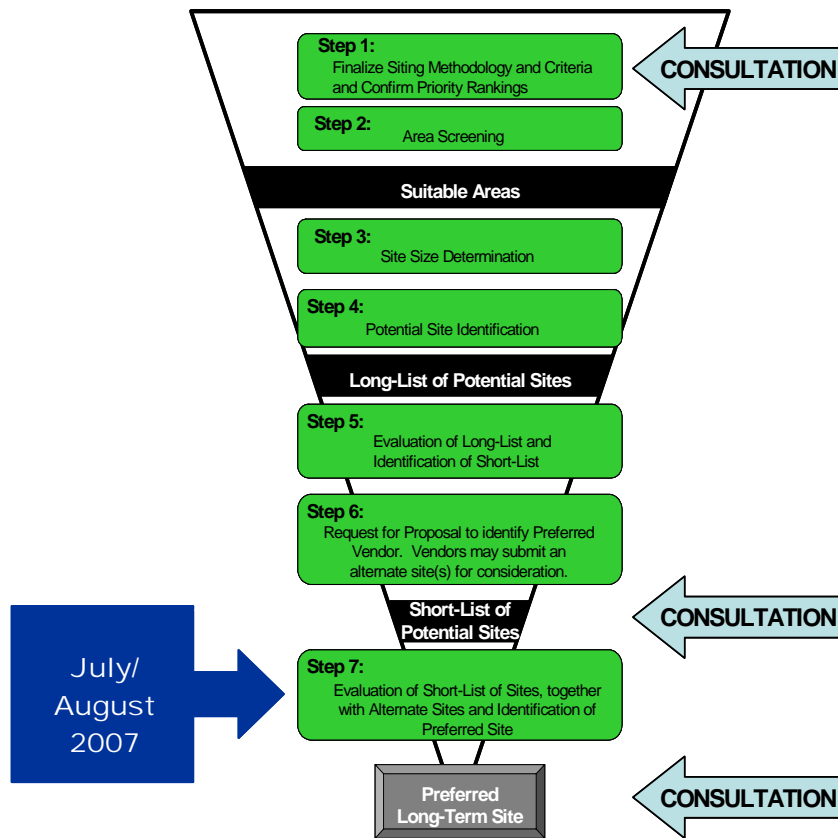 Step 1:
Finalize Siting Methodology and Criteria
and Confirm Priority Rankings
CONSULTATION
Step 2:
Area Screening
Suitable Areas
Step 3:
Site Size Determination
Step 4:
Potential Site Identification
Long-List of Potential Sites
Step 5:
Evaluation of Long-List and
Identification of Short-List
Step 6:
Request for Proposal to identify Preferred
Vendor.  Vendors may submit an
alternate site(s) for consideration.
Short-List of
Potential Sites
CONSULTATION
July/
August
2007
Step 7:
Evaluation of Short-List of Sites, together
with Alternate Sites and Identification of
Preferred Site
Preferred
Long-Term Site
CONSULTATION